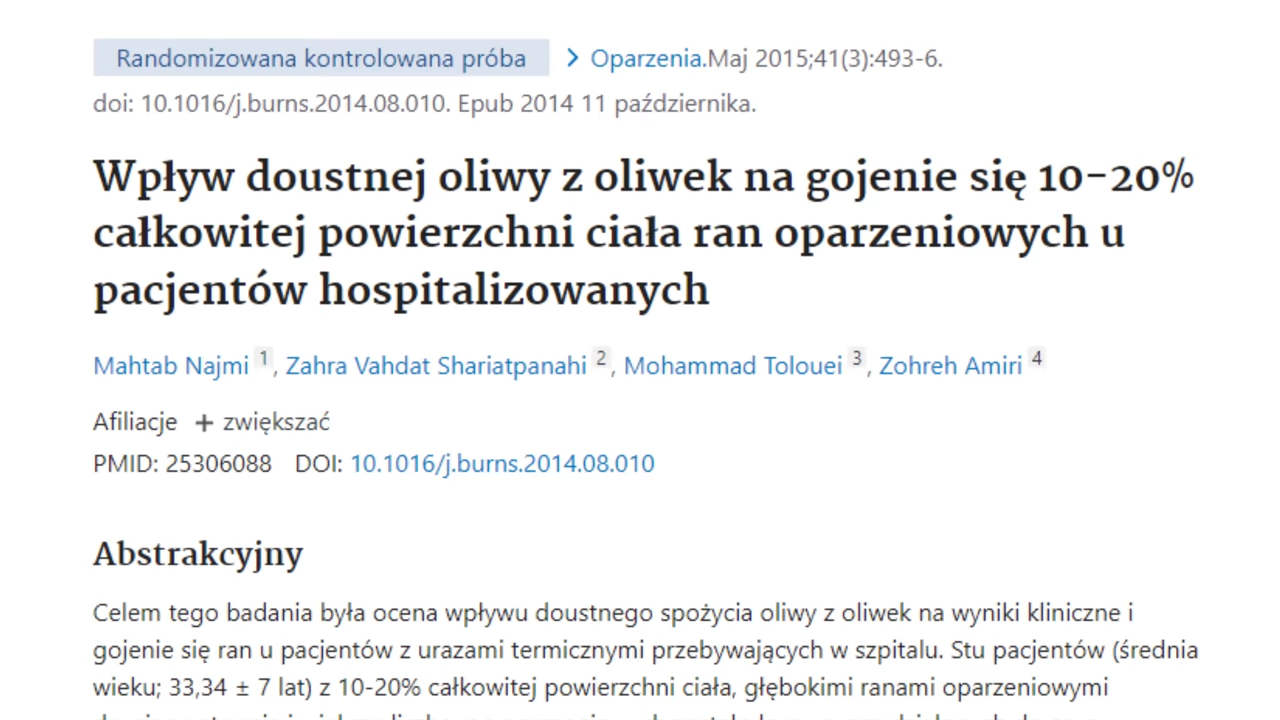 Randomizowana kontrolowana próba > Oparzenia.Maj 2015;41(3):493-6.
doi: 10.1016/j.burns.2014.08.010. Epub 2014 11 października.
Wpływ doustnej oliwy z oliwek na gojenie się 10-20%
całkowitej powierzchni ciała ran oparzeniowych u
pacjentów hospitalizowanych
Mahtab Najmi 1, Zahra Vahdat Shariatpanahi 2, Mohammad Tolouei 3, Zohreh Amiri 4
Afiliacje + zwiększać
PMID: 25306088 DOI: 10.1016/j.burns.2014.08.010
Abstrakcyjny
Celem tego badania była ocena wpływu doustnego spożycia oliwy z oliwek na wyniki kliniczne i
gojenie się ran u pacjentów z urazami termicznymi przebywających w szpitalu. Stu pacjentów (średnia
wieku; 33,34 ± 7 lat) z 10-20% całkowitej powierzchni ciała, głębokimi ranami oparzeniowymi